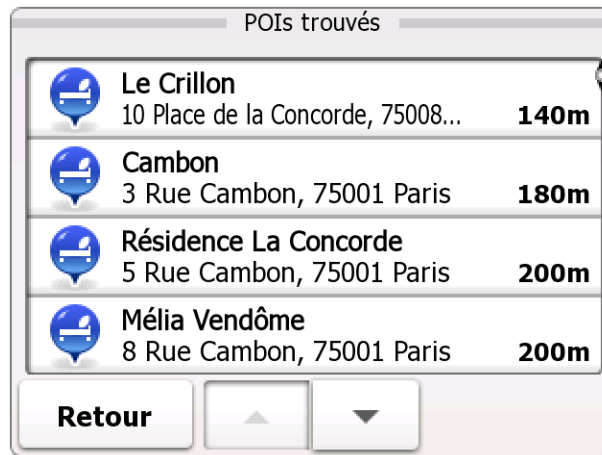 POIs trouvés
Le Crillon
10 Place de la Concorde, 75008...
140m
Cambon
3 Rue Cambon, 75001 Paris
180m
Résidence La Concorde
5 Rue Cambon, 75001 Paris
200m
Mélia Vendôme
8 Rue Cambon, 75001 Paris
200m
Retour